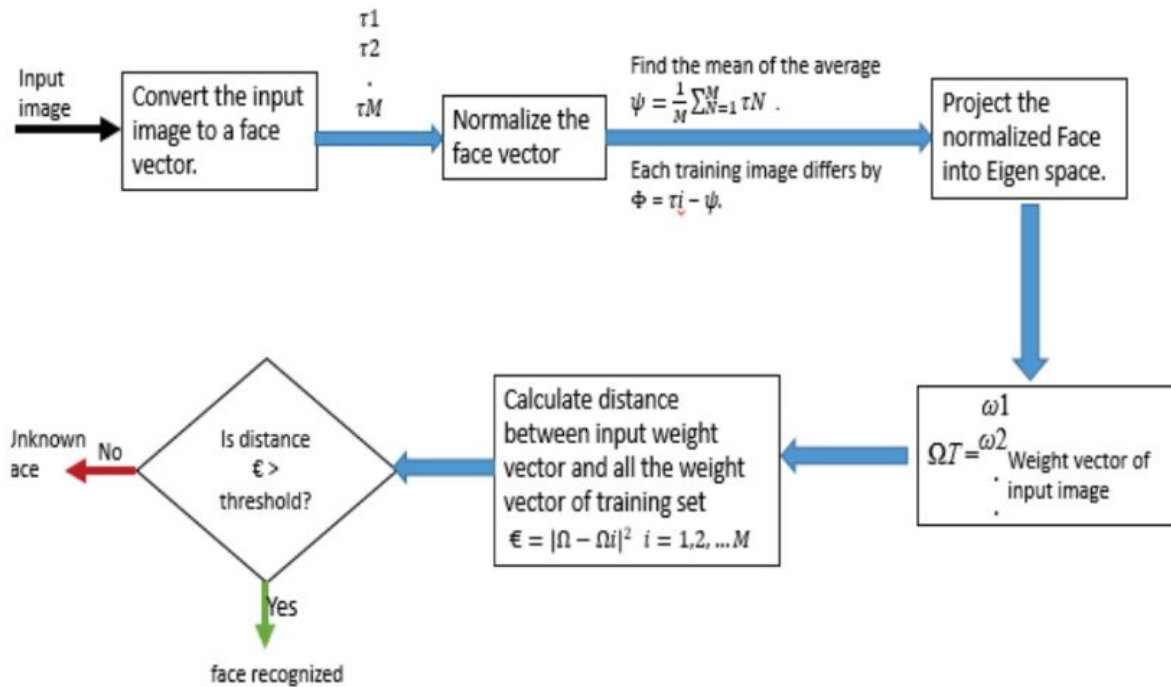 Input
image
Convert the input
image to a face
vector.
τ1
τ2
.
τM
Normalize the
face vector
Find the mean of the average
ψ = 1/M ∑_{N=1}^{M} τN .
Each training image differs by
Φ = τi − ψ.
Project the
normalized Face
into Eigen space.
ω1
ΩT = ω2
.
.
Weight vector of
input image
Calculate distance
between input weight
vector and all the weight
vector of training set
€ = |Ω − Ωi|² i = 1,2, … M
Is distance
€ >
threshold?
No
Jnknown
ace
Yes
face recognized